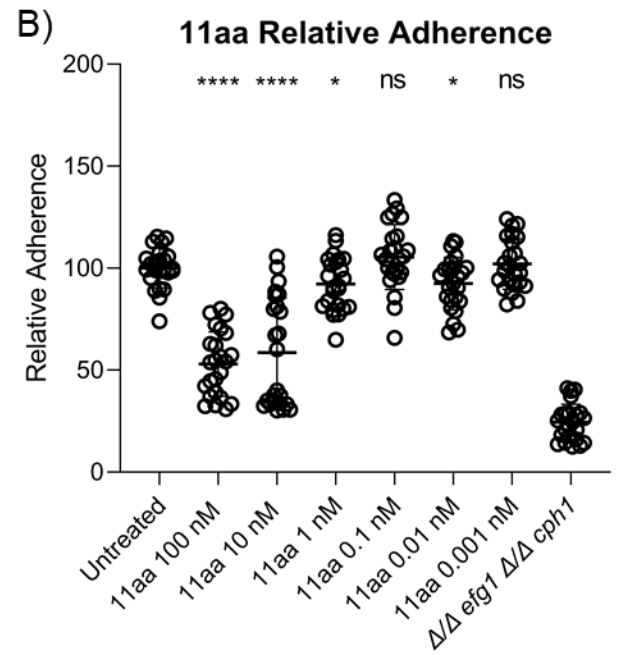 B)
11aa Relative Adherence
200
150
100
50
0
Relative Adherence
**** **** * ns * ns
Untreated
11aa 100 nM
11aa 10 nM
11aa 1 nM
11aa 0.1 nM
11aa 0.01 nM
11aa 0.001 nM
Δ/Δ efg1 Δ/Δ cph1